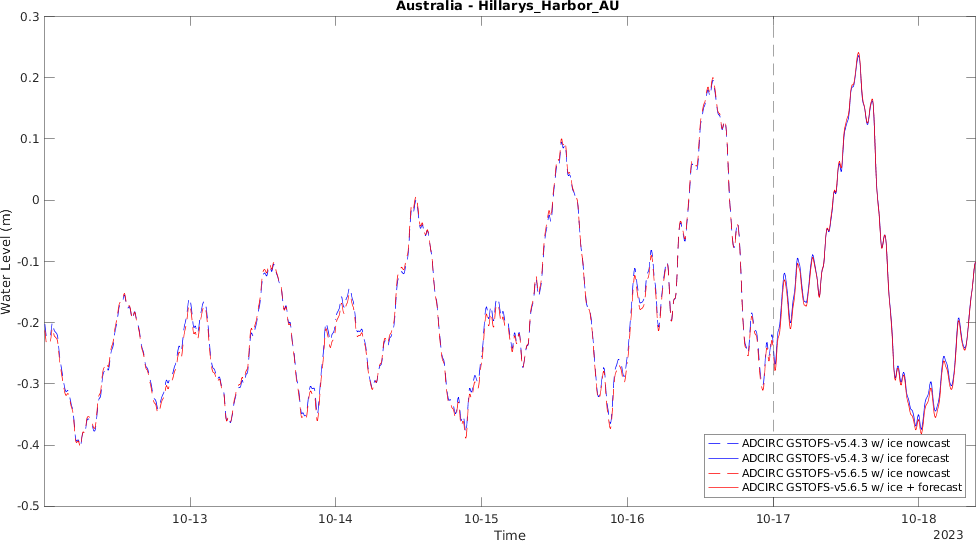 Australia - Hillarys_Harbor_AU
Water Level (m)
0.3
0.2
0.1
0
-0.1
-0.2
-0.3
-0.4
-0.5
ADCIRC GSTOFS-v5.4.3 w/ ice nowcast
ADCIRC GSTOFS-v5.4.3 w/ ice forecast
ADCIRC GSTOFS-v5.6.5 w/ ice nowcast
ADCIRC GSTOFS-v5.6.5 w/ ice + forecast
10-13 10-14 10-15 10-16 10-17 10-18
Time
2023